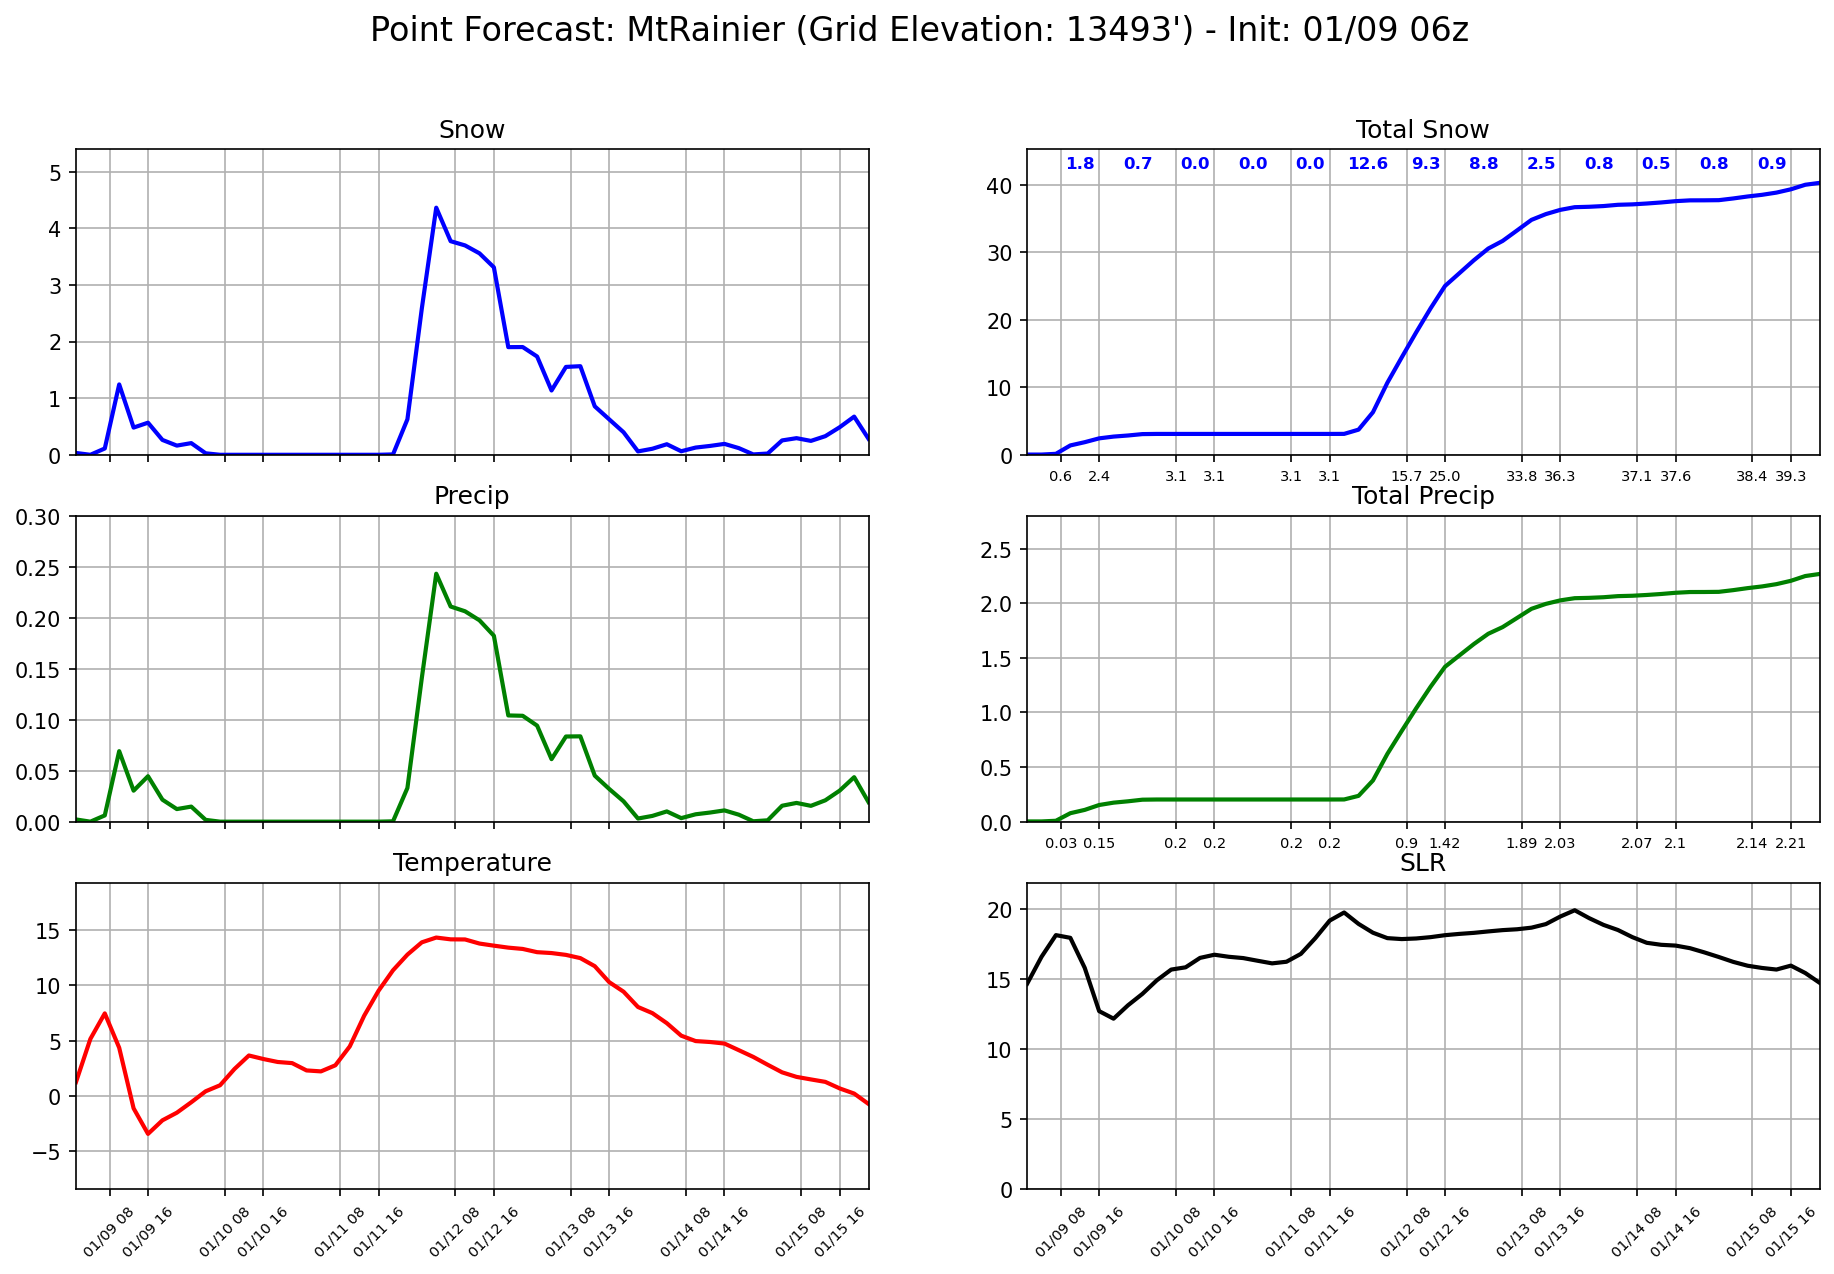 Point Forecast: MtRainier (Grid Elevation: 13493') - Init: 01/09 06z
Snow
5
4
3
2
1
0
Total Snow
1.8 0.7 0.0 0.0 0.0 12.6 9.3 8.8 2.5 0.8 0.5 0.8 0.9
40
30
20
10
0
0.6 2.4 3.1 3.1 3.1 3.1 15.7 25.0 33.8 36.3 37.1 37.6 38.4 39.3
Precip
0.30
0.25
0.20
0.15
0.10
0.05
0.00
Total Precip
2.5
2.0
1.5
1.0
0.5
0.0
0.03 0.15 0.2 0.2 0.2 0.2 0.9 1.42 1.89 2.03 2.07 2.1 2.14 2.21
Temperature
15
10
5
0
−5
01/09 08 01/09 16 01/10 08 01/10 16 01/11 08 01/11 16 01/12 08 01/12 16 01/13 08 01/13 16 01/14 08 01/14 16 01/15 08 01/15 16
SLR
20
15
10
5
0
01/09 08 01/09 16 01/10 08 01/10 16 01/11 08 01/11 16 01/12 08 01/12 16 01/13 08 01/13 16 01/14 08 01/14 16 01/15 08 01/15 16